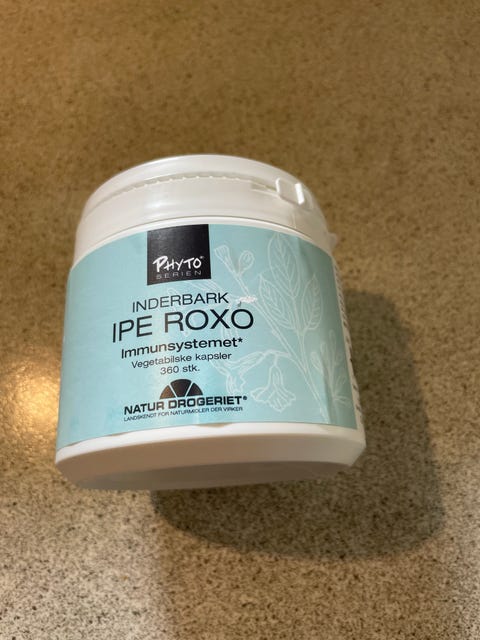 PHYTO®
SERIEN
INDERBARK
IPE ROXO
Immunsystemet*
Vegetabilske kapsler
360 stk.
NATUR DROGERIET®
LANDSKENDT FOR NATURMIDLER DER VIRKER